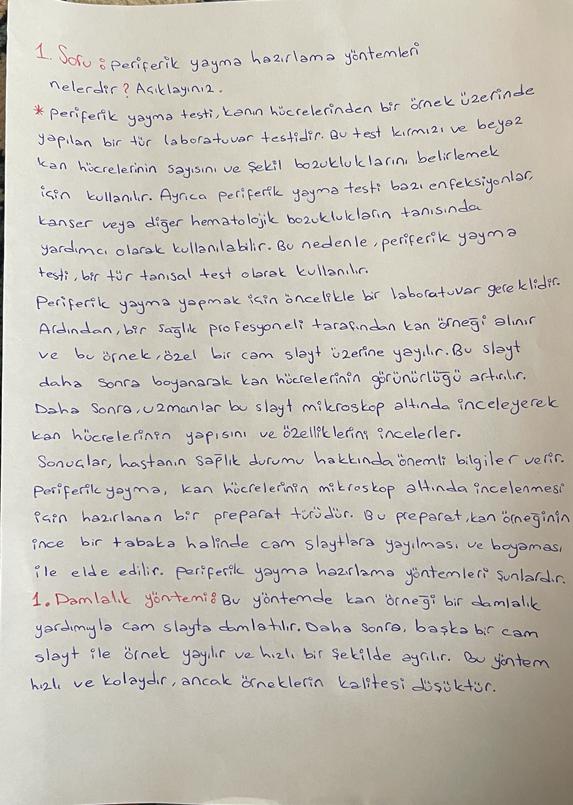 1. Soru: periferik yayma hazırlama yöntemleri
nelerdir? Açıklayınız.
* periferik yayma testi, kanın hücrelerinden bir örnek üzerinde
yapılan bir tür laboratuvar testidir. Bu test kırmızı ve beyaz
kan hücrelerinin sayısını ve şekil bozukluklarını belirlemek
için kullanılır. Ayrıca periferik yayma testi bazı enfeksiyonlar,
kanser veya diğer hematolojik bozuklukların tanısında
yardımcı olarak kullanılabilir. Bu nedenle, periferik yayma
testi, bir tür tanısal test olarak kullanılır.
Periferik yayma yapmak için öncelikle bir laboratuvar gereklidir.
Ardından, bir sağlık profesyoneli tarafından kan örneği alınır
ve bu örnek, özel bir cam slayt üzerine yayılır. Bu slayt
daha sonra boyanarak kan hücrelerinin görünürlüğü artırılır.
Daha sonra, uzmanlar bu slayt mikroskop altında inceleyerek
kan hücrelerinin yapısını ve özelliklerini incelerler.
Sonuçlar, hastanın sağlık durumu hakkında önemli bilgiler verir.
Periferik yayma, kan hücrelerinin mikroskop altında incelenmesi
için hazırlanan bir preparat türüdür. Bu preparat, kan örneğinin
ince bir tabaka halinde cam slaytlara yayılması ve boyaması
ile elde edilir. periferik yayma hazırlama yöntemleri şunlardır.
1. Damlalık yöntemi: Bu yöntemde kan örneği bir damlalık
yardımıyla cam slayta damlatılır. Daha sonra, başka bir cam
slayt ile örnek yayılır ve hızlı bir şekilde ayrılır. Bu yöntem
hızlı ve kolaydır, ancak örneklerin kalitesi düşüktür.